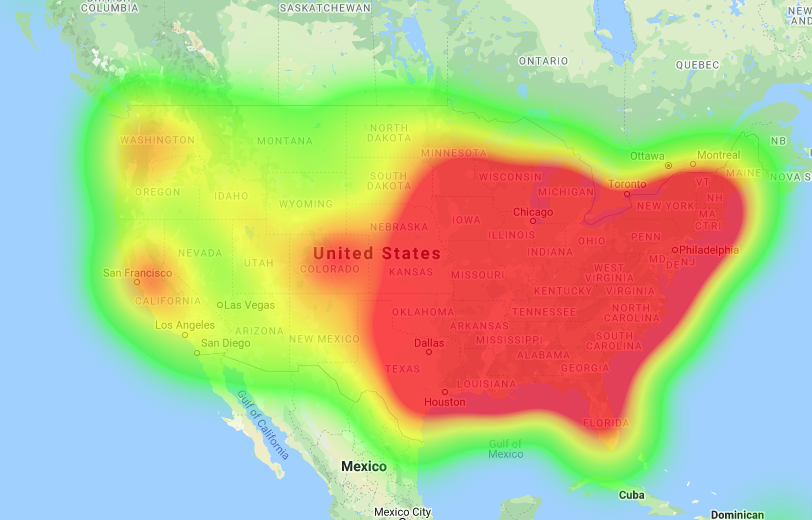 BRITISH
COLUMBIA
SASKATCHEWAN
ONTARIO
QUEBEC
NEW
AND
WASHINGTON
MONTANA
NORTH
DAKOTA
MINNESOTA
Ottawa
Montreal
NB
MAINE
NOVA S
OREGON
IDAHO
WYOMING
SOUTH
DAKOTA
WISCONSIN
MICHIGAN
Toronto
VT
NH
NEW YORK
MA
CTRI
NEBRASKA
IOWA
Chicago
ILLINOIS
INDIANA
OHIO
PENN
Philadelphia
MD
DE
NJ
United States
NEVADA
UTAH
COLORADO
KANSAS
MISSOURI
WEST
VIRGINIA
KENTUCKY
VIRGINIA
San Francisco
CALIFORNIA
Las Vegas
Los Angeles
San Diego
ARIZONA
NEW MEXICO
OKLAHOMA
ARKANSAS
TENNESSEE
NORTH
CAROLINA
MISSISSIPPI
SOUTH
CAROLINA
Dallas
ALABAMA
GEORGIA
TEXAS
LOUISIANA
Houston
FLORIDA
Gulf of California
Gulf of
Mexico
Mexico
Cuba
Mexico City
Dominican